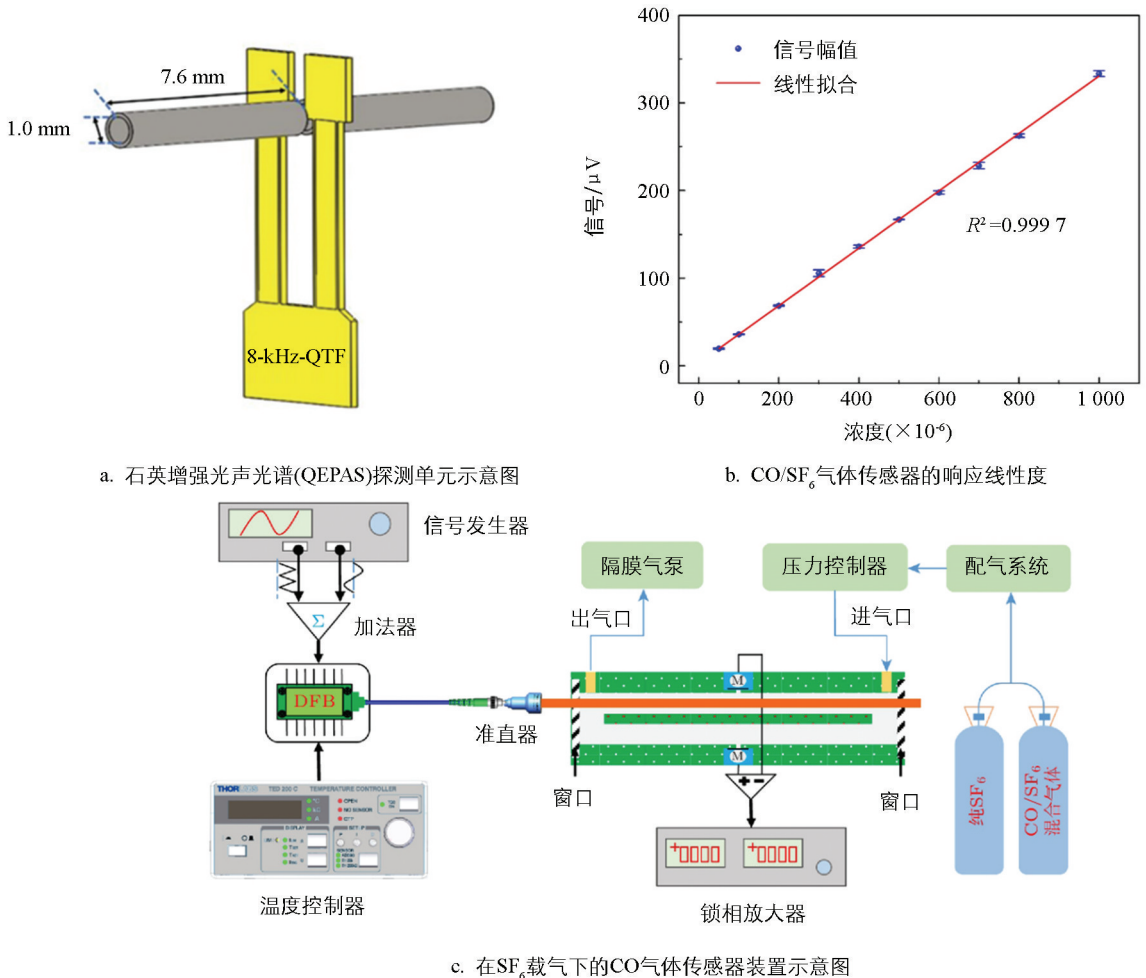 7.6 mm
1.0 mm
8-kHz-QTF
a. 石英增强光声光谱(QEPAS)探测单元示意图
400
300
200
100
0
信号/μV
信号幅值
线性拟合
R²=0.999 7
0 200 400 600 800 1 000
浓度(×10⁻⁶)
b. CO/SF₆气体传感器的响应线性度
信号发生器
Σ
加法器
DFB
准直器
THORLABS TED 200 C TEMPERATURE CONTROLLER
OPEN
NO SENSOR
OTP
温度控制器
隔膜气泵
压力控制器
配气系统
出气口
进气口
M
M
窗口
窗口
+ -
锁相放大器
纯SF₆
CO/SF₆
混合气体
c. 在SF₆载气下的CO气体传感器装置示意图